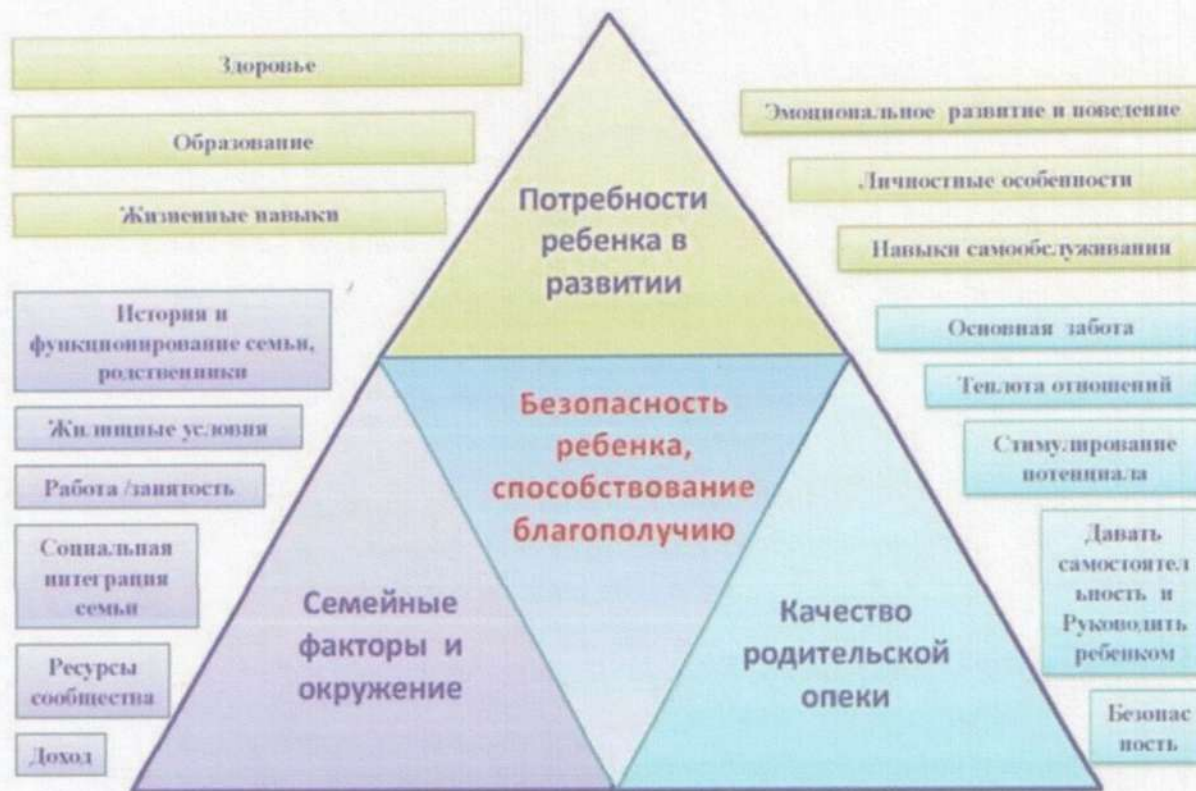 Здоровье
Образование
Жизненные навыки
Эмоциональное развитие и поведение
Личностные особенности
Навыки самообслуживания
Потребности
ребенка в
развитии
История и
функционирование семьи,
родственники
Жилищные условия
Работа /занятость
Социальная
интеграция
семьи
Ресурсы
сообщества
Доход
Основная забота
Теплота отношений
Стимулирование
потенциала
Давать
самостоятел
ьность и
Руководить
ребенком
Безопас
ность
Безопасность
ребенка,
способствование
благополучию
Семейные
факторы и
окружение
Качество
родительской
опеки